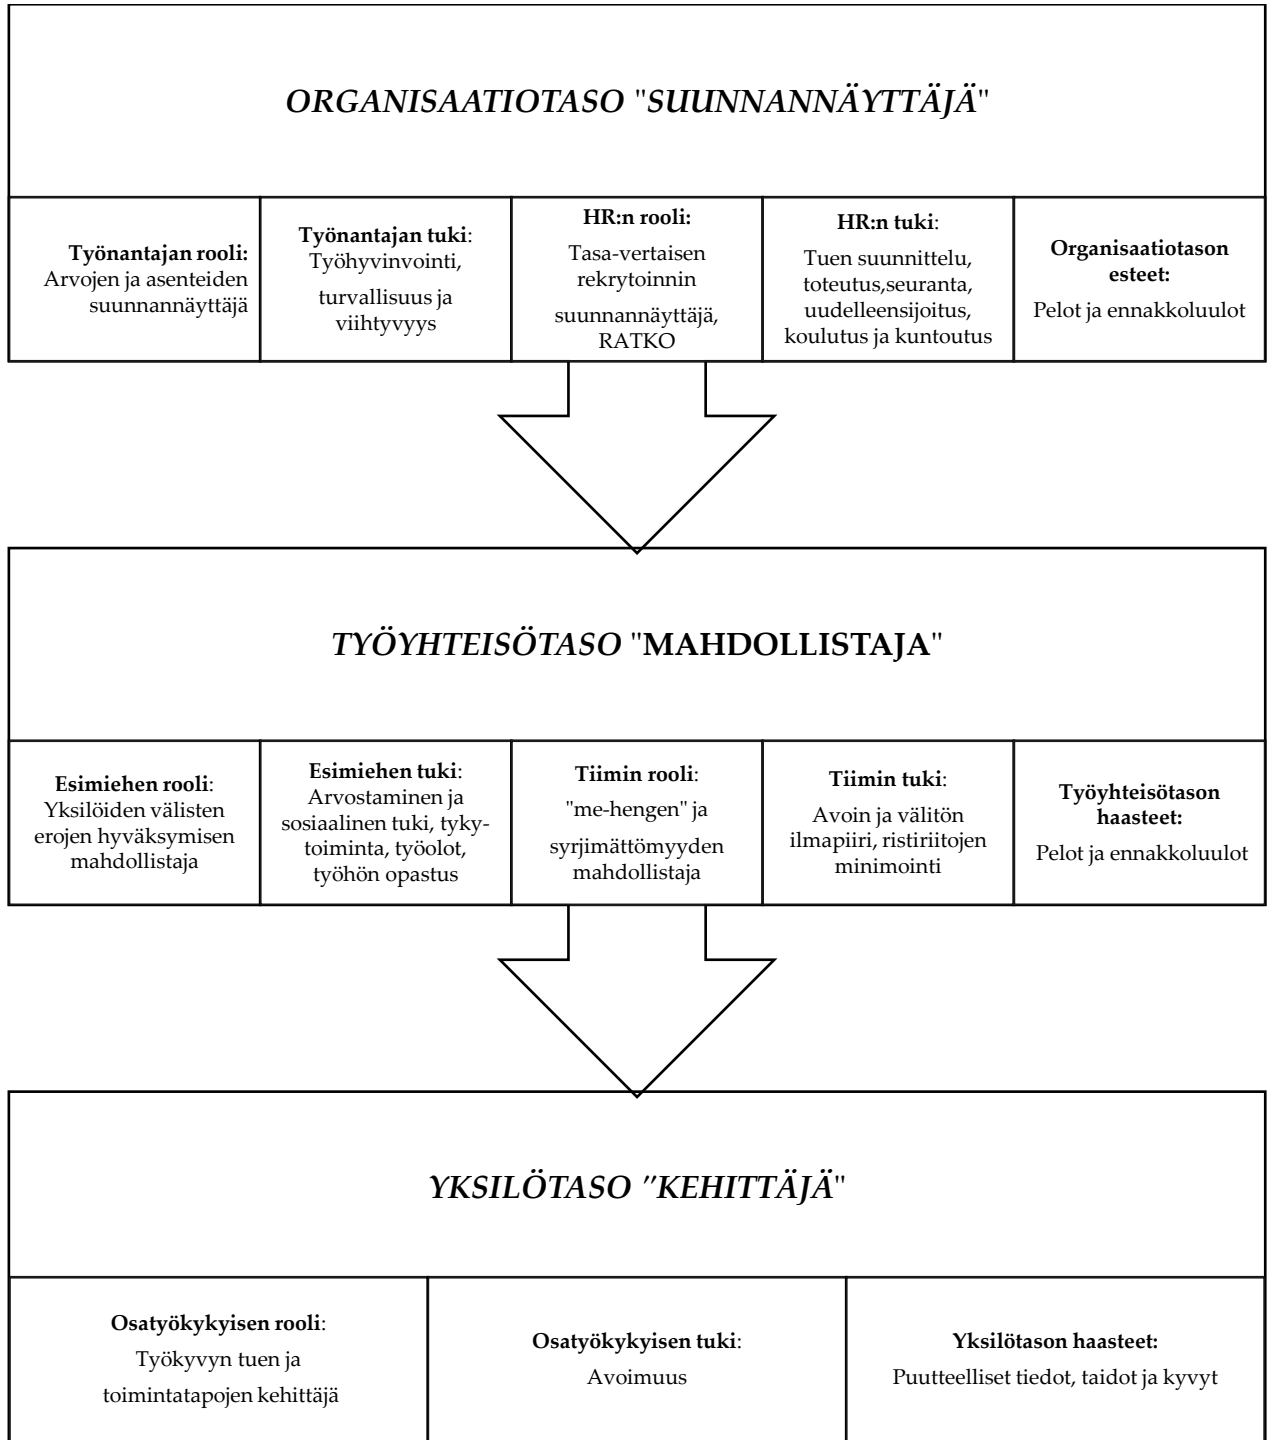 ORGANISAATIOTASO "SUUNNANNÄYTTÄJÄ"
Työnantajan rooli:
Arvojen ja asenteiden
suunnannäyttäjä
Työnantajan tuki:
Työhyvinvointi,
turvallisuus ja
viihtyvyys
HR:n rooli:
Tasa-vertaisen
rekrytoinnin
suunnannäyttäjä,
RATKO
HR:n tuki:
Tuen suunnittelu,
toteutus,seuranta,
uudelleensijoitus,
koulutus ja kuntoutus
Organisaatiotason
esteet:
Pelot ja ennakkoluulot
TYÖYHTEISÖTASO "MAHDOLLISTAJA"
Esimiehen rooli:
Yksilöiden välisten
erojen hyväksymisen
mahdollistaja
Esimiehen tuki:
Arvostaminen ja
sosiaalinen tuki, tyky-
toiminta, työolot,
työhön opastus
Tiimin rooli:
"me-hengen" ja
syrjimättömyyden
mahdollistaja
Tiimin tuki:
Avoin ja välitön
ilmapiiri, ristiriitojen
minimointi
Työyhteisötason
haasteet:
Pelot ja ennakkoluulot
YKSILÖTASO "KEHITTÄJÄ"
Osatyökykyisen rooli:
Työkyvyn tuen ja
toimintatapojen kehittäjä
Osatyökykyisen tuki:
Avoimuus
Yksilötason haasteet:
Puutteelliset tiedot, taidot ja kyvyt